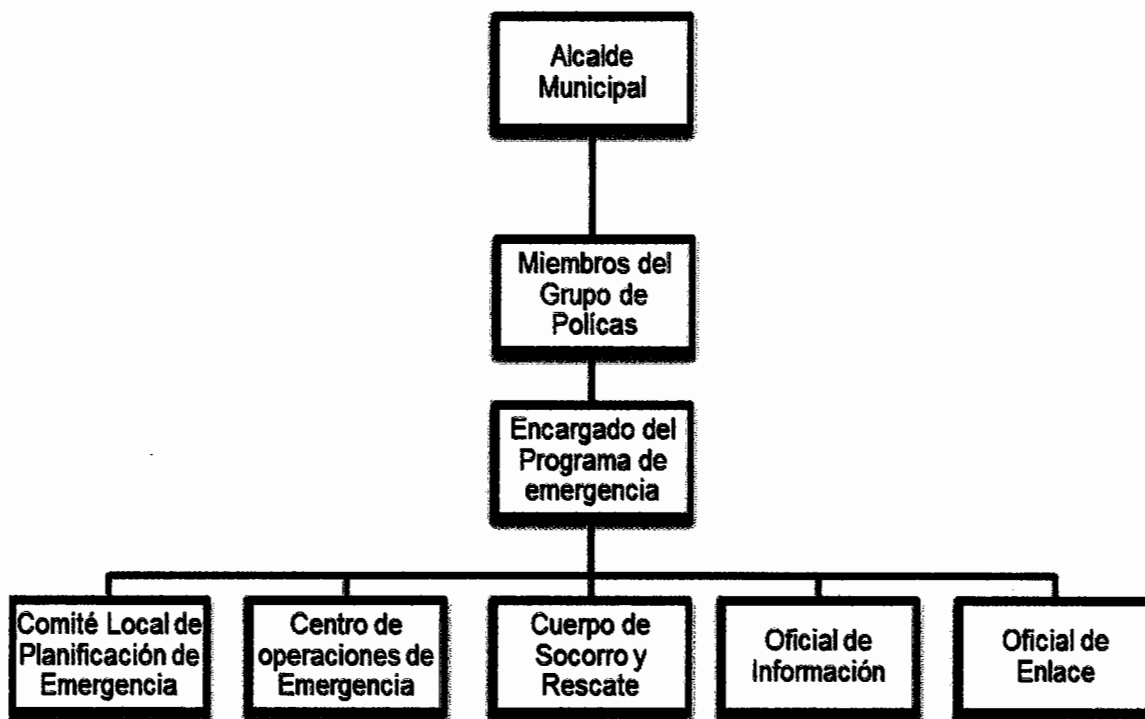 Alcalde
Municipal
Miembros del
Grupo de
Polícas
Encargado del
Programa de
emergencia
Comité Local de
Planificación de
Emergencia
Centro de
operaciones de
Emergencia
Cuerpo de
Socorro y
Rescate
Oficial de
Información
Oficial de
Enlace